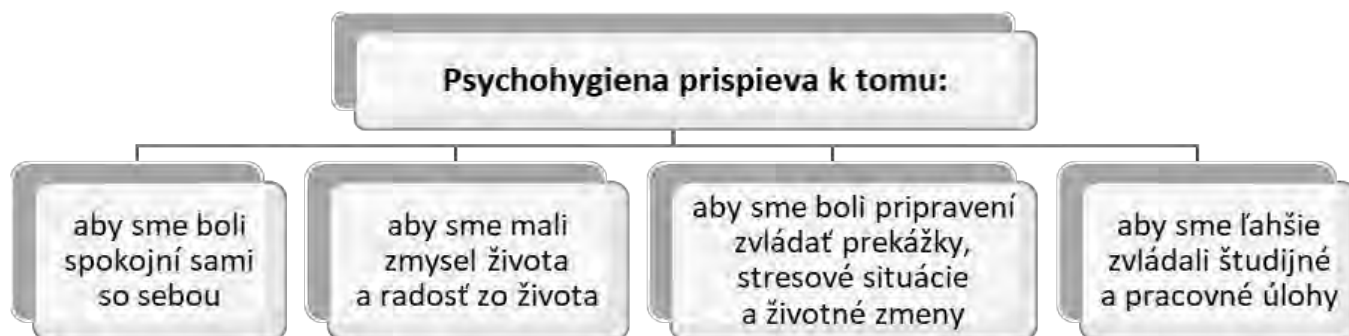 Psychohygiena prispieva k tomu:
aby sme boli
spokojní sami
so sebou
aby sme mali
zmysel života
a radosť zo života
aby sme boli pripravení
zvládať prekážky,
stresové situácie
a životné zmeny
aby sme ľahšie
zvládali študijné
a pracovné úlohy